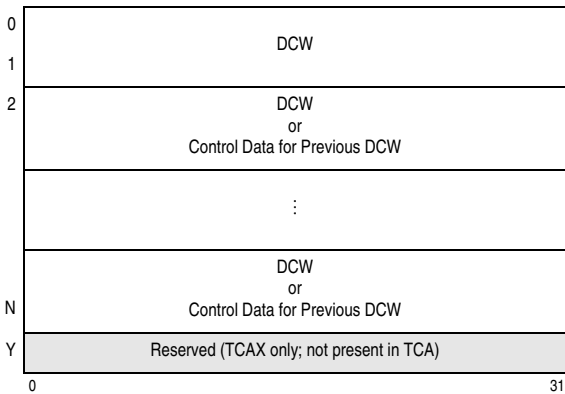 0
DCW
1
2
DCW
or
Control Data for Previous DCW
⋮
DCW
or
N
Control Data for Previous DCW
Y
Reserved (TCAX only; not present in TCA)
0
31